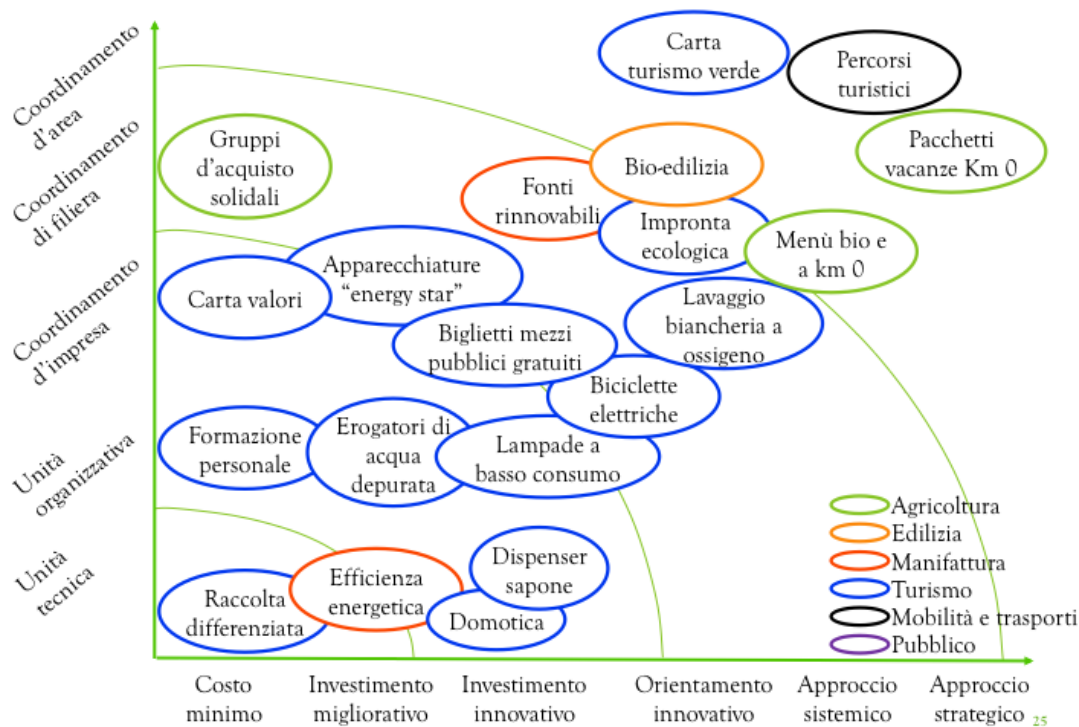 Coordinamento
d'area
Coordinamento
di filiera
Coordinamento
d'impresa
Unità
organizzativa
Unità
tecnica
Carta
turismo verde
Percorsi
turistici
Pacchetti
vacanze Km 0
Gruppi
d'acquisto
solidali
Bio-edilizia
Fonti
rinnovabili
Impronta
ecologica
Menù bio e
a km 0
Apparecchiature
“energy star”
Carta valori
Lavaggio
biancheria a
ossigeno
Biglietti mezzi
pubblici gratuiti
Biciclette
elettriche
Formazione
personale
Erogatori di
acqua
depurata
Lampade a
basso consumo
Dispenser
sapone
Efficienza
energetica
Raccolta
differenziata
Domotica
Agricoltura
Edilizia
Manifattura
Turismo
Mobilità e trasporti
Pubblico
Costo
minimo
Investimento
migliorativo
Investimento
innovativo
Orientamento
innovativo
Approccio
sistemico
Approccio
strategico
25